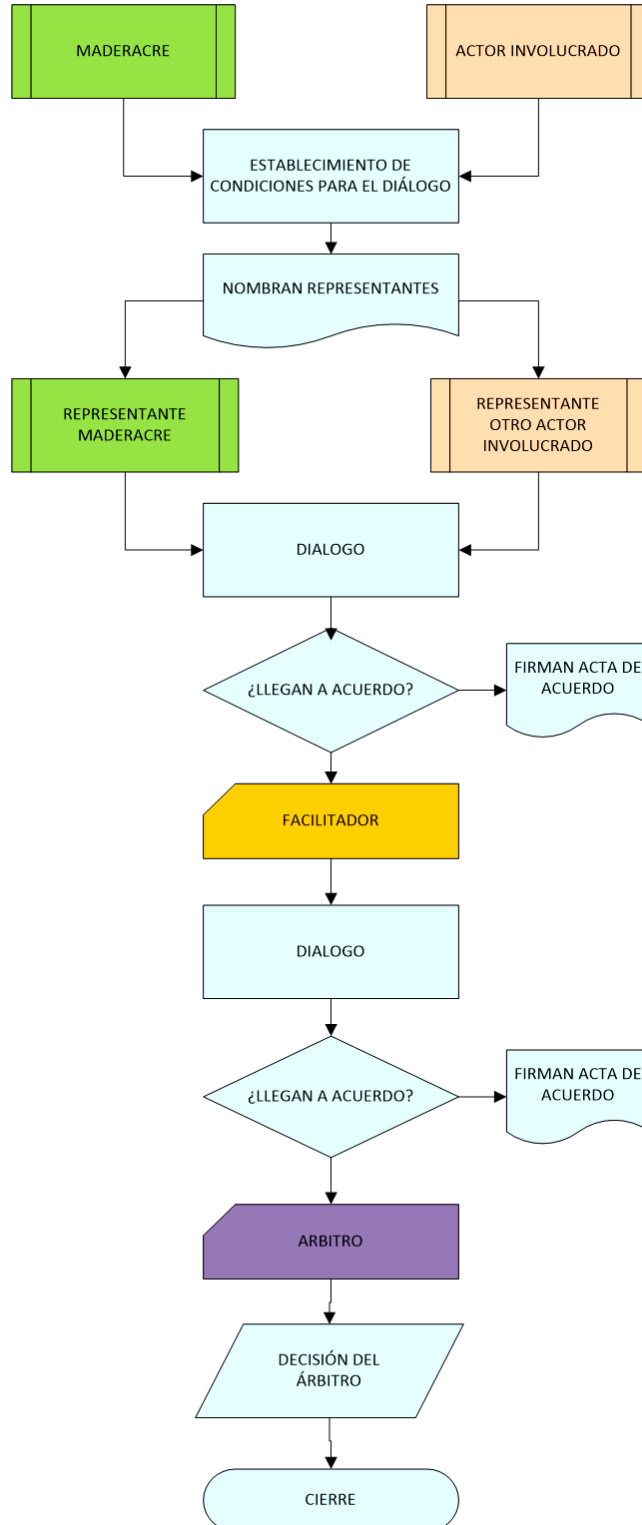 MADERACRE
ACTOR INVOLUCRADO
ESTABLECIMIENTO DE
CONDICIONES PARA EL DIÁLOGO
NOMBRAN REPRESENTANTES
REPRESENTANTE
MADERACRE
REPRESENTANTE
OTRO ACTOR
INVOLUCRADO
DIALOGO
¿LLEGAN A ACUERDO?
FIRMAN ACTA DE
ACUERDO
FACILITADOR
DIALOGO
¿LLEGAN A ACUERDO?
FIRMAN ACTA DE
ACUERDO
ARBITRO
DECISIÓN DEL
ÁRBITRO
CIERRE